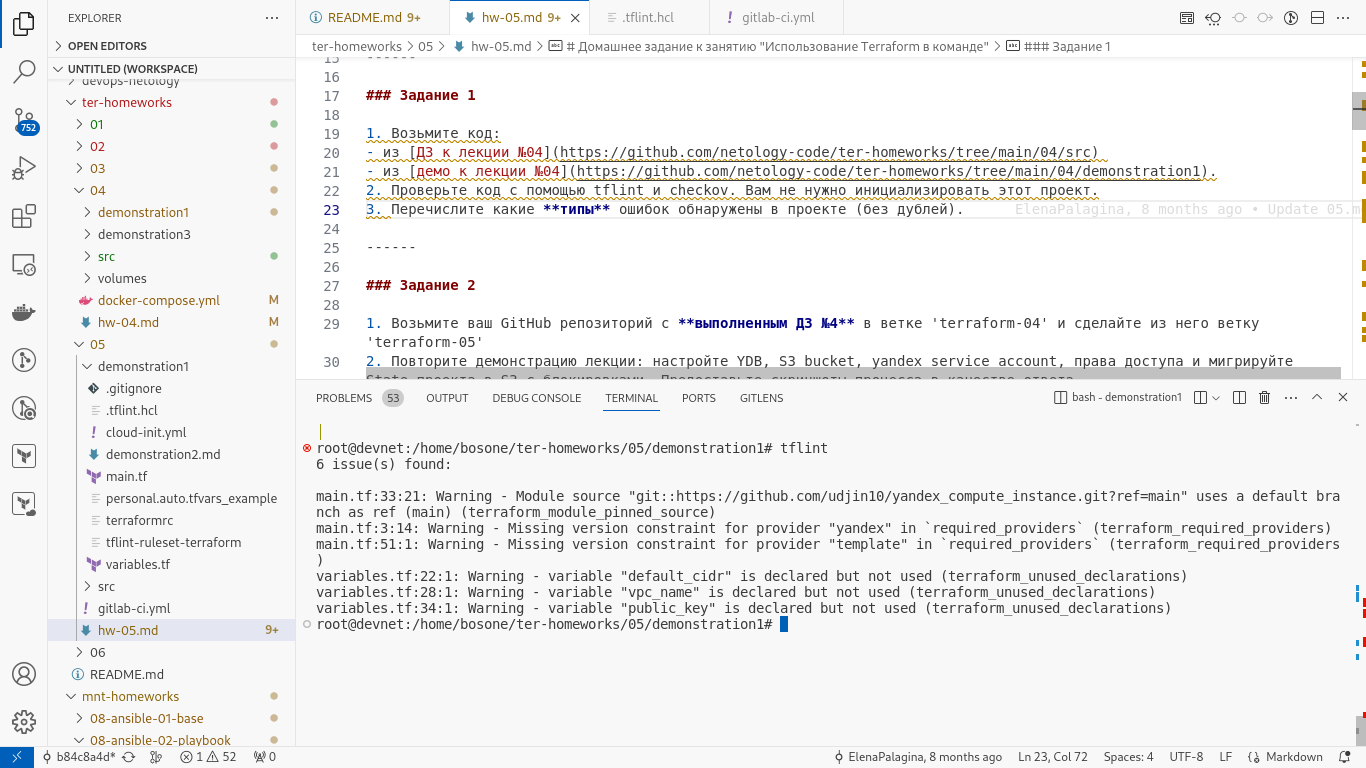 EXPLORER
OPEN EDITORS
UNTITLED (WORKSPACE)
devops-netology
ter-homeworks
01
02
03
04
demonstration1
demonstration3
src
volumes
docker-compose.yml M
hw-04.md M
05
demonstration1
.gitignore
.tflint.hcl
cloud-init.yml
demonstration2.md
main.tf
personal.auto.tfvars_example
terraformrc
tflint-ruleset-terraform
variables.tf
src
gitlab-ci.yml
hw-05.md 9+
06
README.md
mnt-homeworks
08-ansible-01-base
08-ansible-02-playbook
752
README.md 9+
hw-05.md 9+
.tflint.hcl
gitlab-ci.yml
ter-homeworks > 05 > hw-05.md > # Домашнее задание к занятию "Использование Terraform в команде" > ### Задание 1
15 ------
16
17 ### Задание 1
18
19 1. Возьмите код:
20 - из [ДЗ к лекции №04](https://github.com/netology-code/ter-homeworks/tree/main/04/src)
21 - из [демо к лекции №04](https://github.com/netology-code/ter-homeworks/tree/main/04/demonstration1).
22 2. Проверьте код с помощью tflint и checkov. Вам не нужно инициализировать этот проект.
23 3. Перечислите какие **типы** ошибок обнаружены в проекте (без дублей). ElenaPalagina, 8 months ago • Update 05.m
24
25 ------
26
27 ### Задание 2
28
29 1. Возьмите ваш GitHub репозиторий с **выполненным ДЗ №4** в ветке 'terraform-04' и сделайте из него ветку
'terraform-05'
30 2. Повторите демонстрацию лекции: настройте YDB, S3 bucket, yandex service account, права доступа и мигрируйте
State проекта в S3 с блокировками. Предоставьте скриншоты процесса в качестве ответа.
PROBLEMS 53 OUTPUT DEBUG CONSOLE TERMINAL PORTS GITLENS
bash - demonstration1
root@devnet:/home/bosone/ter-homeworks/05/demonstration1# tflint
6 issue(s) found:
main.tf:33:21: Warning - Module source "git::https://github.com/udjin10/yandex_compute_instance.git?ref=main" uses a default bra
nch as ref (main) (terraform_module_pinned_source)
main.tf:3:14: Warning - Missing version constraint for provider "yandex" in `required_providers` (terraform_required_providers)
main.tf:51:1: Warning - Missing version constraint for provider "template" in `required_providers` (terraform_required_providers
)
variables.tf:22:1: Warning - variable "default_cidr" is declared but not used (terraform_unused_declarations)
variables.tf:28:1: Warning - variable "vpc_name" is declared but not used (terraform_unused_declarations)
variables.tf:34:1: Warning - variable "public_key" is declared but not used (terraform_unused_declarations)
root@devnet:/home/bosone/ter-homeworks/05/demonstration1#
b84c8a4d* 1 52 0 ElenaPalagina, 8 months ago Ln 23, Col 72 Spaces: 4 UTF-8 LF Markdown